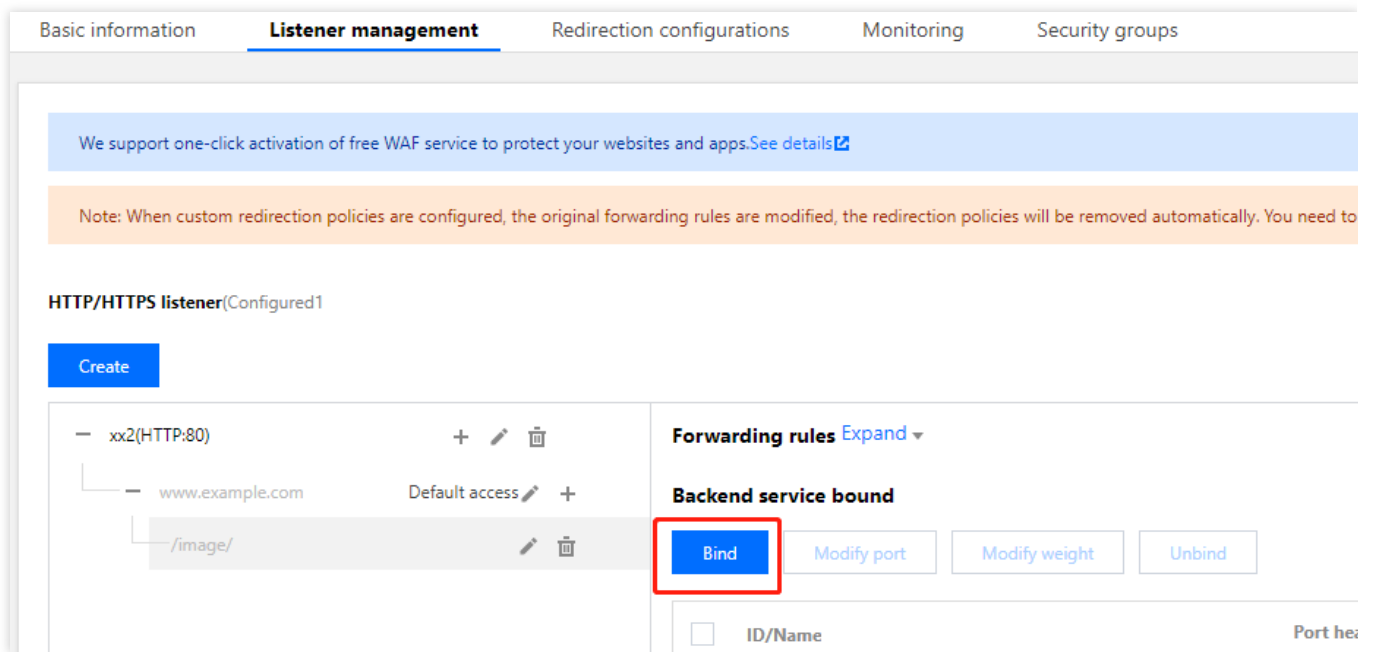 Basic information Listener management Redirection configurations Monitoring Security groups
We support one-click activation of free WAF service to protect your websites and apps.See details
Note: When custom redirection policies are configured, the original forwarding rules are modified, the redirection policies will be removed automatically. You need to
HTTP/HTTPS listener(Configured1
Create
xx2(HTTP:80)
www.example.com Default access
/image/
Forwarding rules Expand
Backend service bound
Bind Modify port Modify weight Unbind
ID/Name Port hea